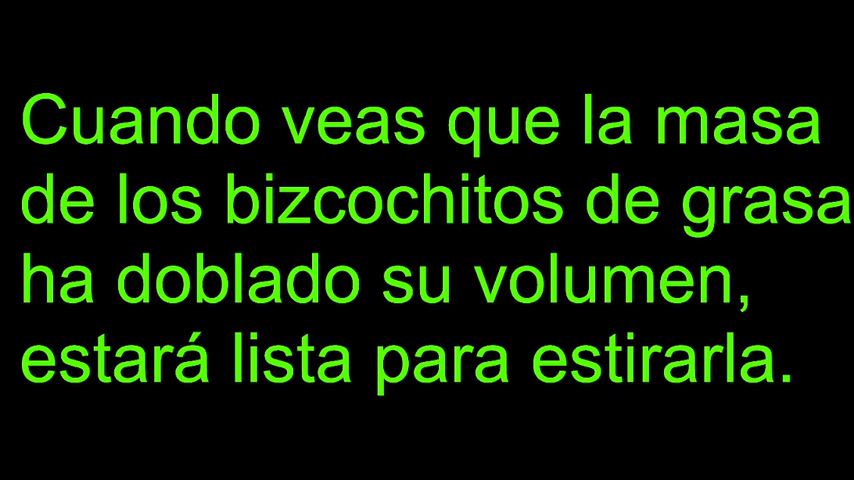 Cuando veas que la masa
de los bizcochitos de grasa
ha doblado su volumen,
estará lista para estirarla.